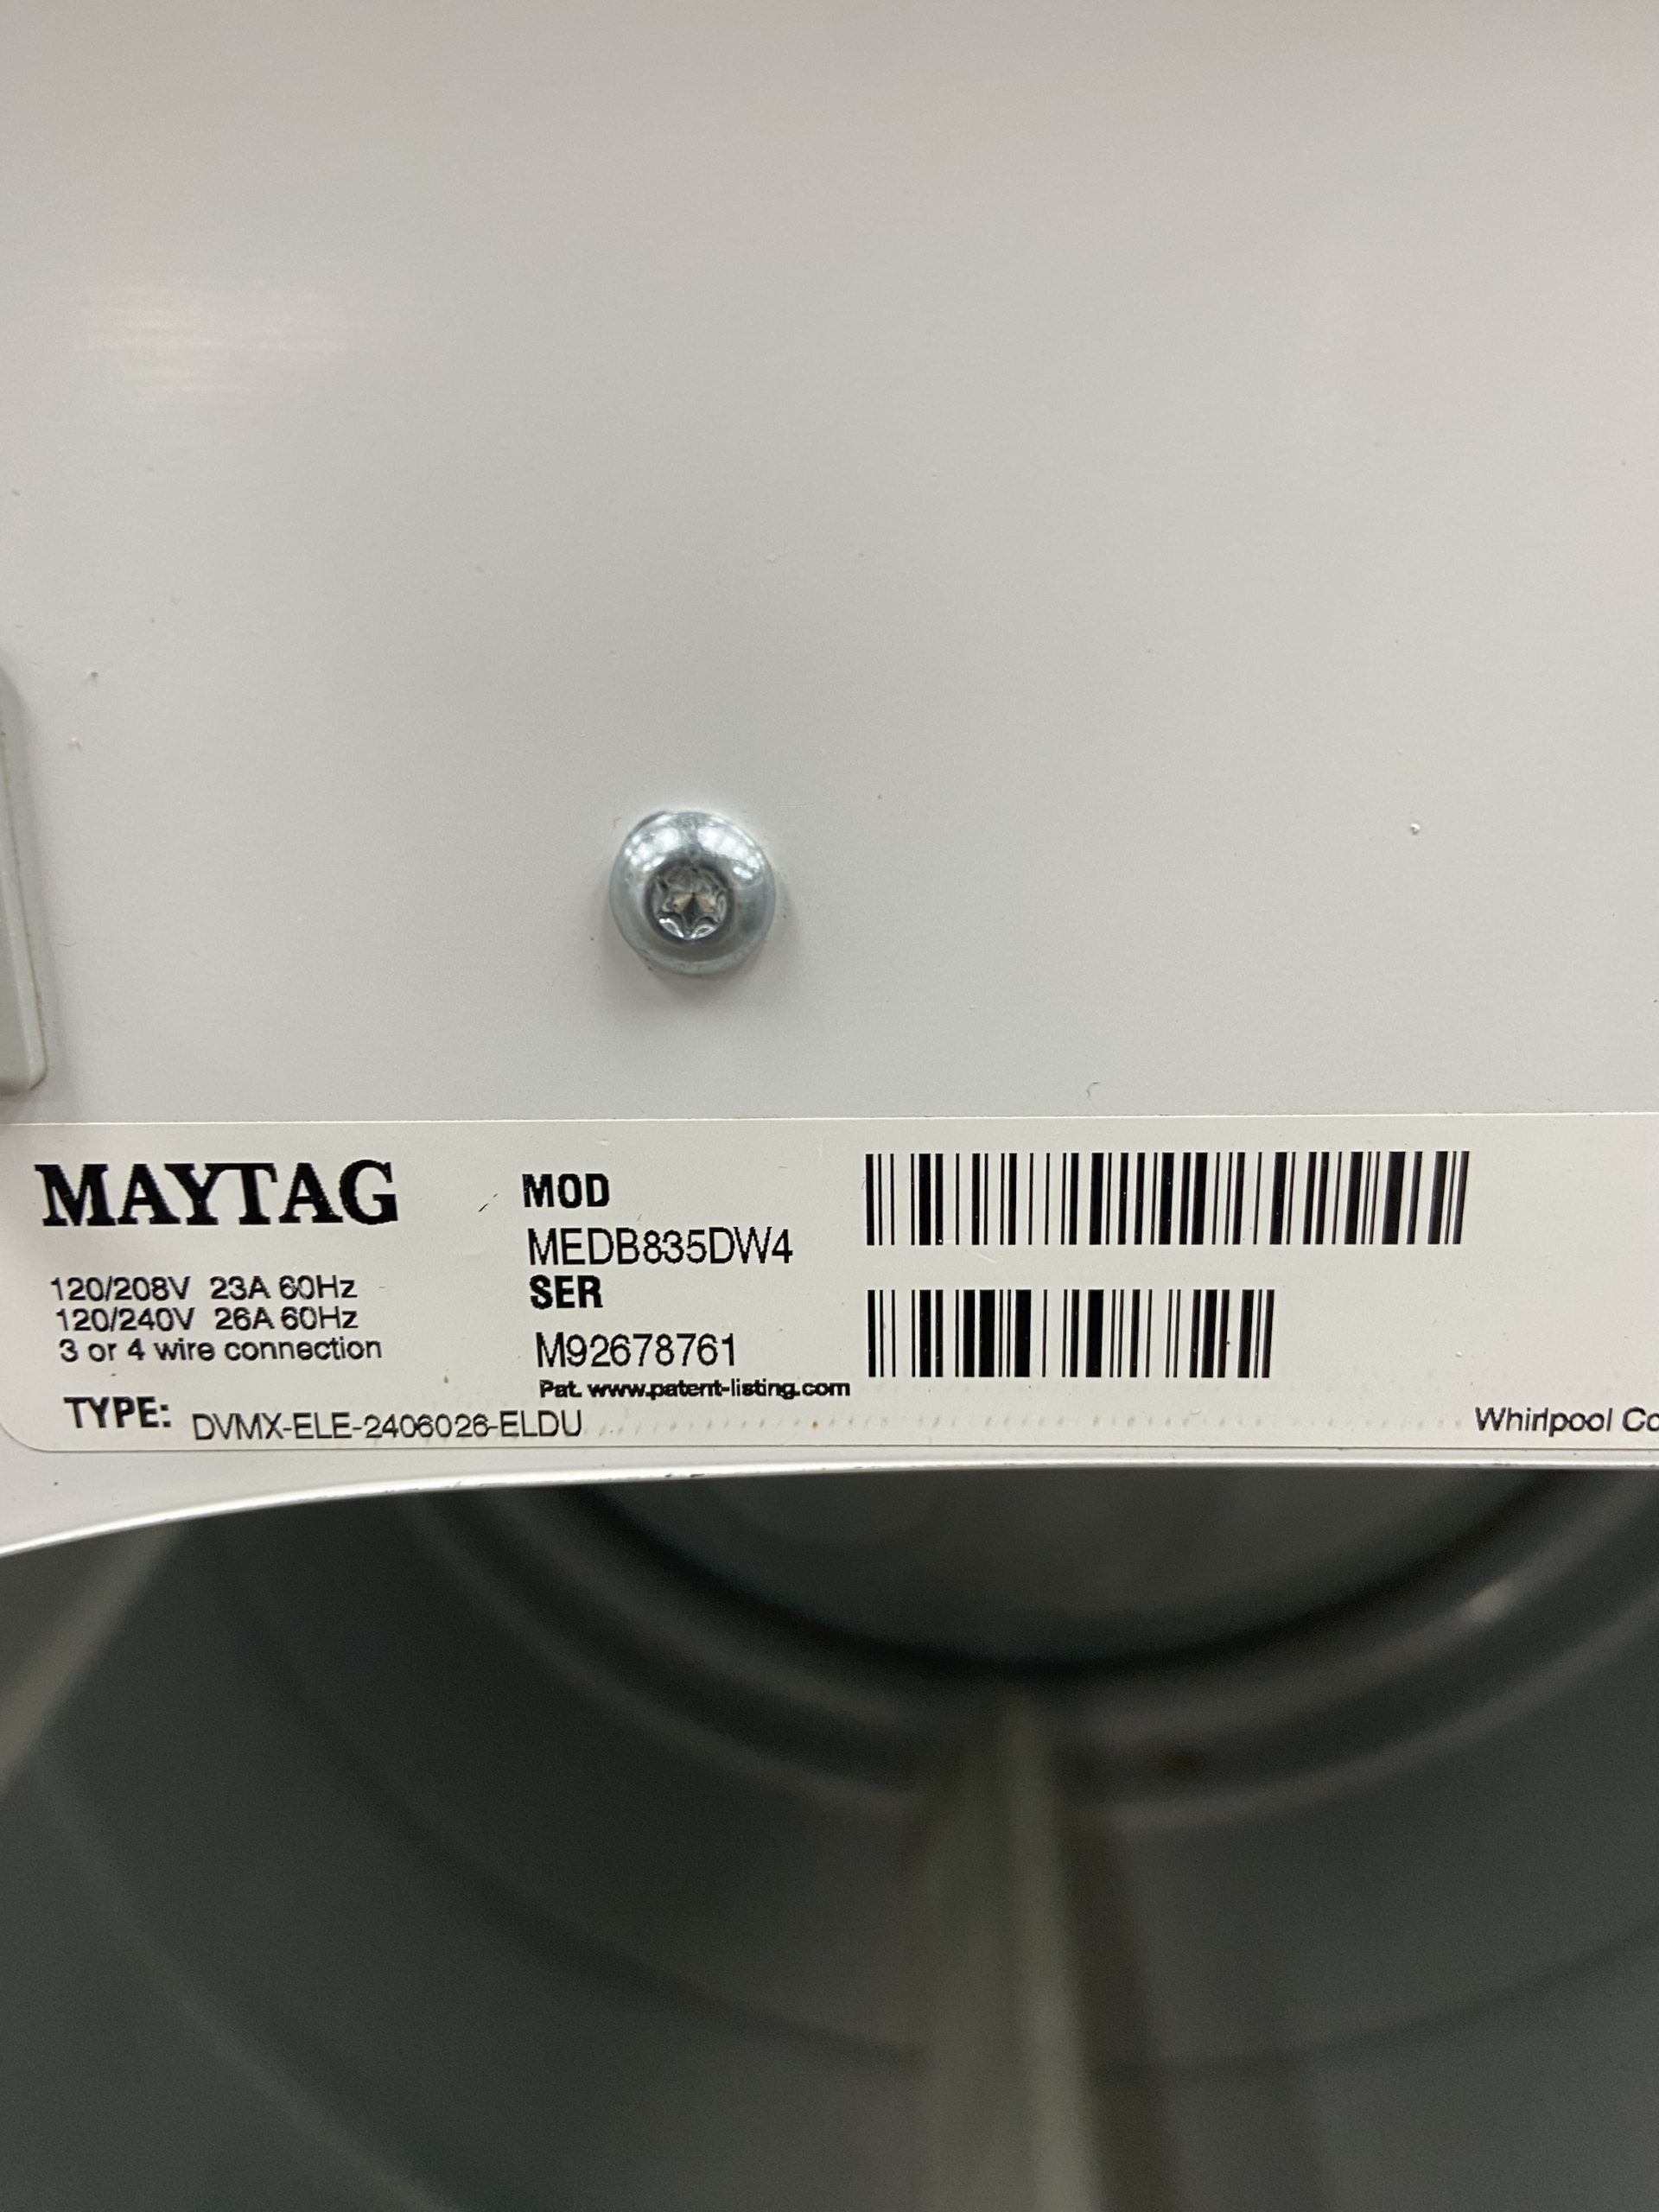 MAYTAG
120/208V 23A 60Hz
120/240V 26A 60Hz
3 or 4 wire connection
TYPE: DVMX-ELE-2406026-ELDU
MOD
MEDB835DW4
SER
M92678761
Pat. www.patent-listing.com
Whirlpool Co